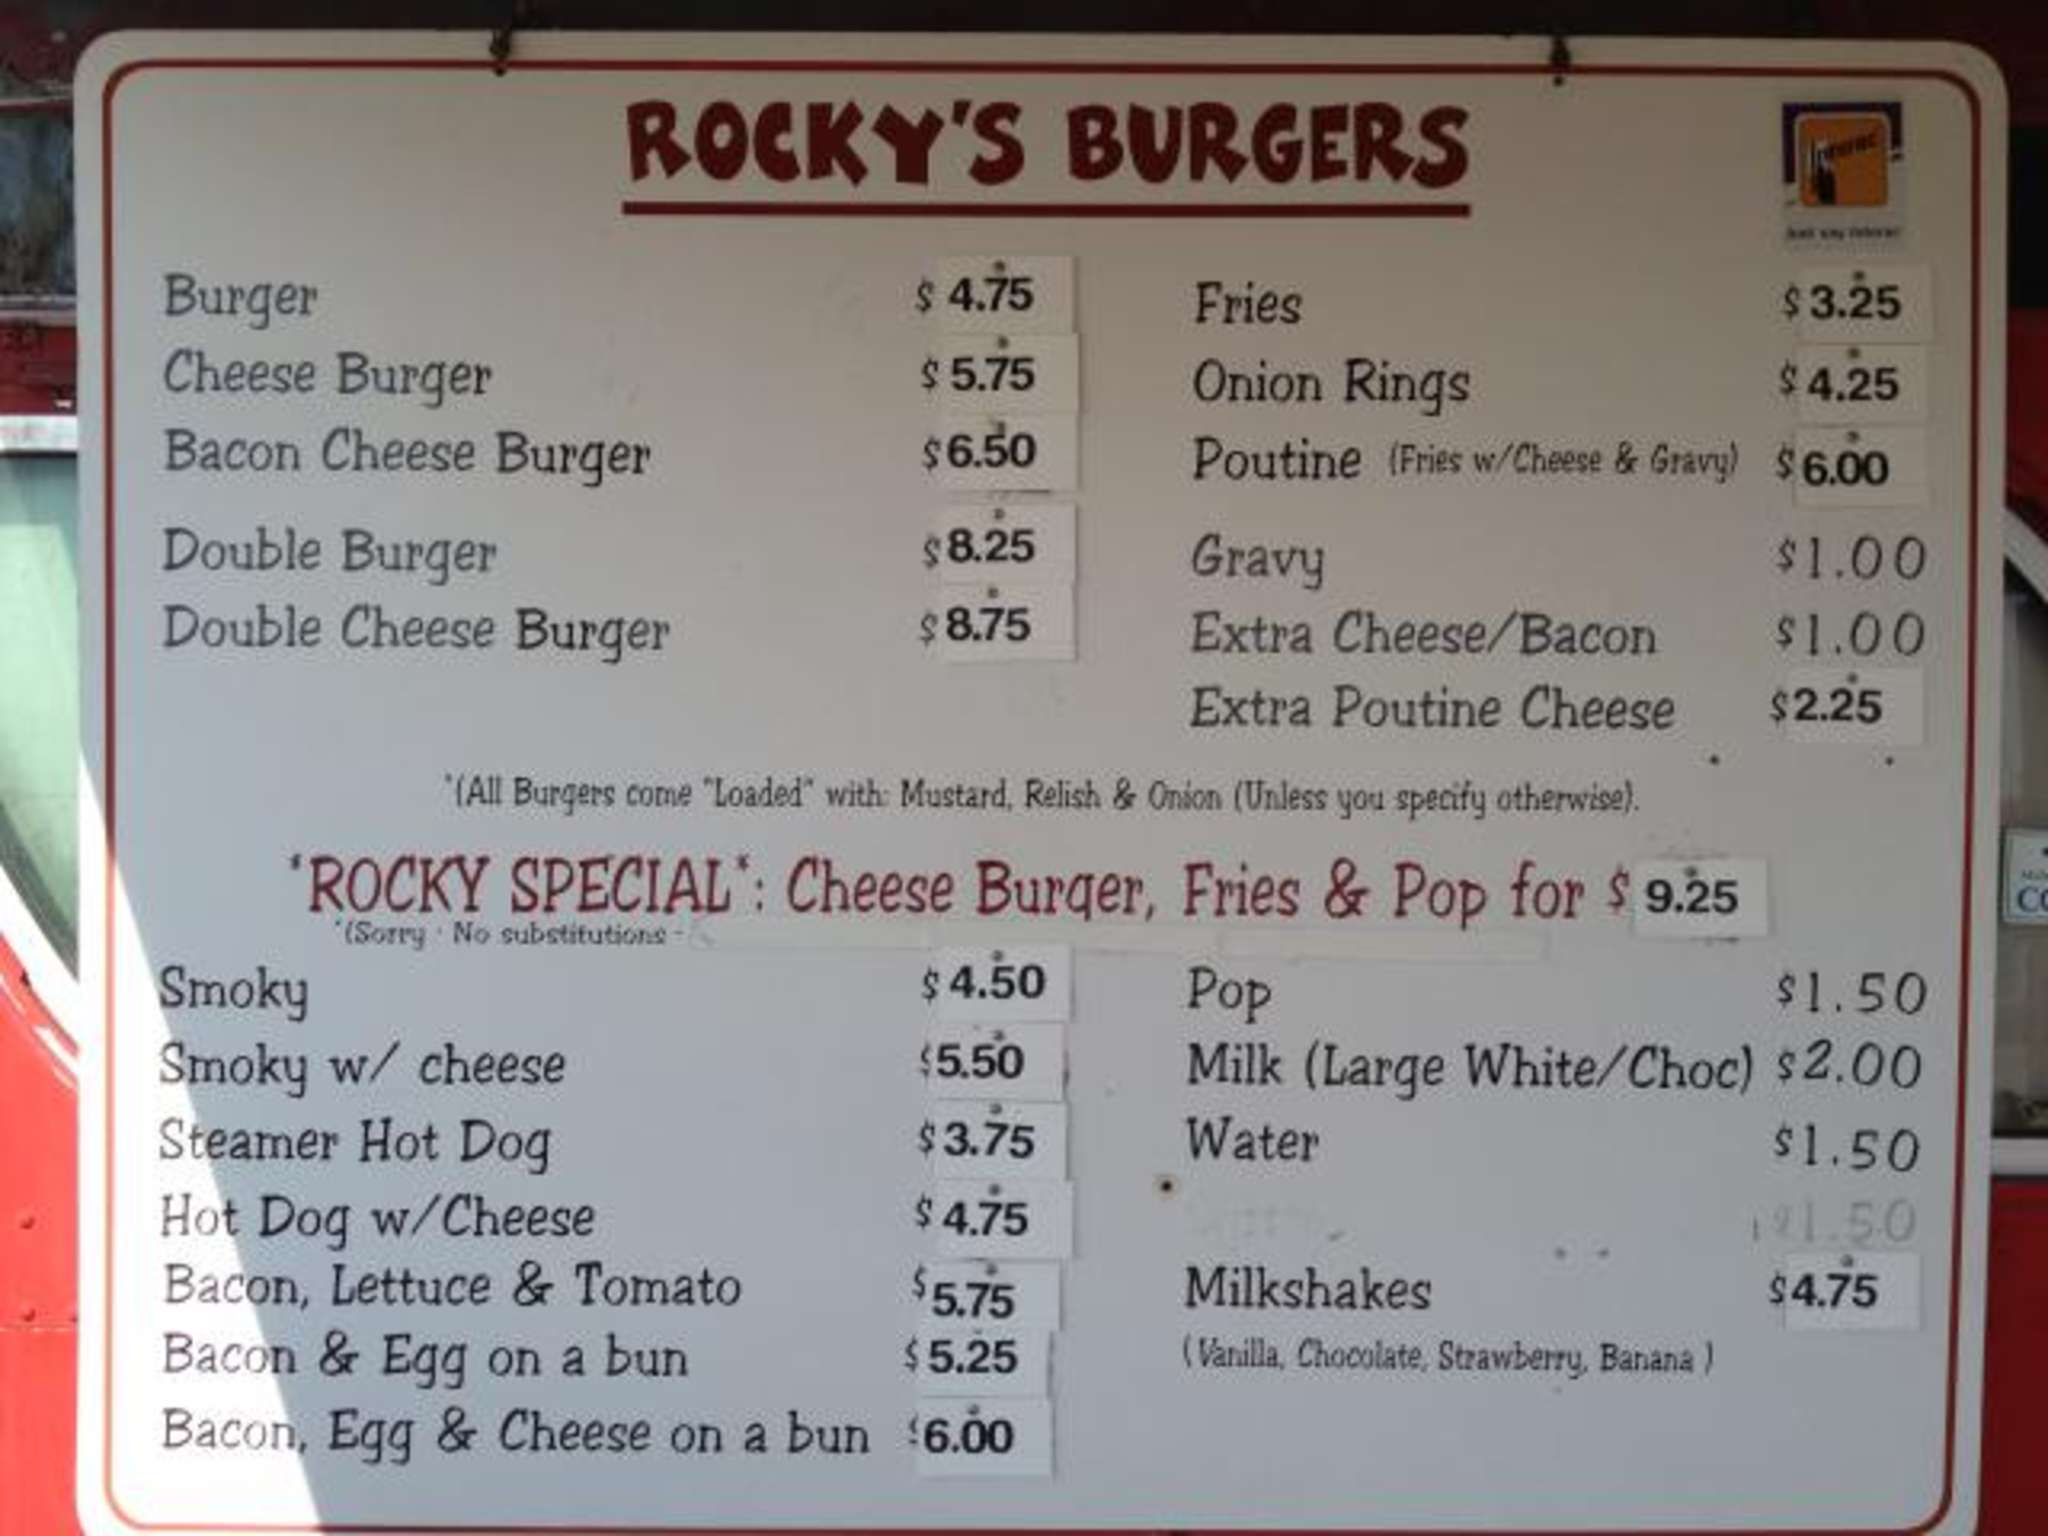 ROCKY'S BURGERS
Interac
Burger $ 4.75
Cheese Burger $ 5.75
Bacon Cheese Burger $ 6.50
Double Burger $ 8.25
Double Cheese Burger $ 8.75
Fries $ 3.25
Onion Rings $ 4.25
Poutine (Fries w/Cheese & Gravy) $ 6.00
Gravy $1.00
Extra Cheese/Bacon $1.00
Extra Poutine Cheese $2.25
*(All Burgers come "Loaded" with: Mustard, Relish & Onion (Unless you specify otherwise).
"ROCKY SPECIAL": Cheese Burger, Fries & Pop for $ 9.25
*(Sorry - No substitutions -
Smoky $ 4.50
Smoky w/ cheese $5.50
Steamer Hot Dog $ 3.75
Hot Dog w/Cheese $ 4.75
Bacon, Lettuce & Tomato $ 5.75
Bacon & Egg on a bun $ 5.25
Bacon, Egg & Cheese on a bun $6.00
Pop $1.50
Milk (Large White/Choc) $2.00
Water $1.50
1.50
Milkshakes $4.75
(Vanilla, Chocolate, Strawberry, Banana )